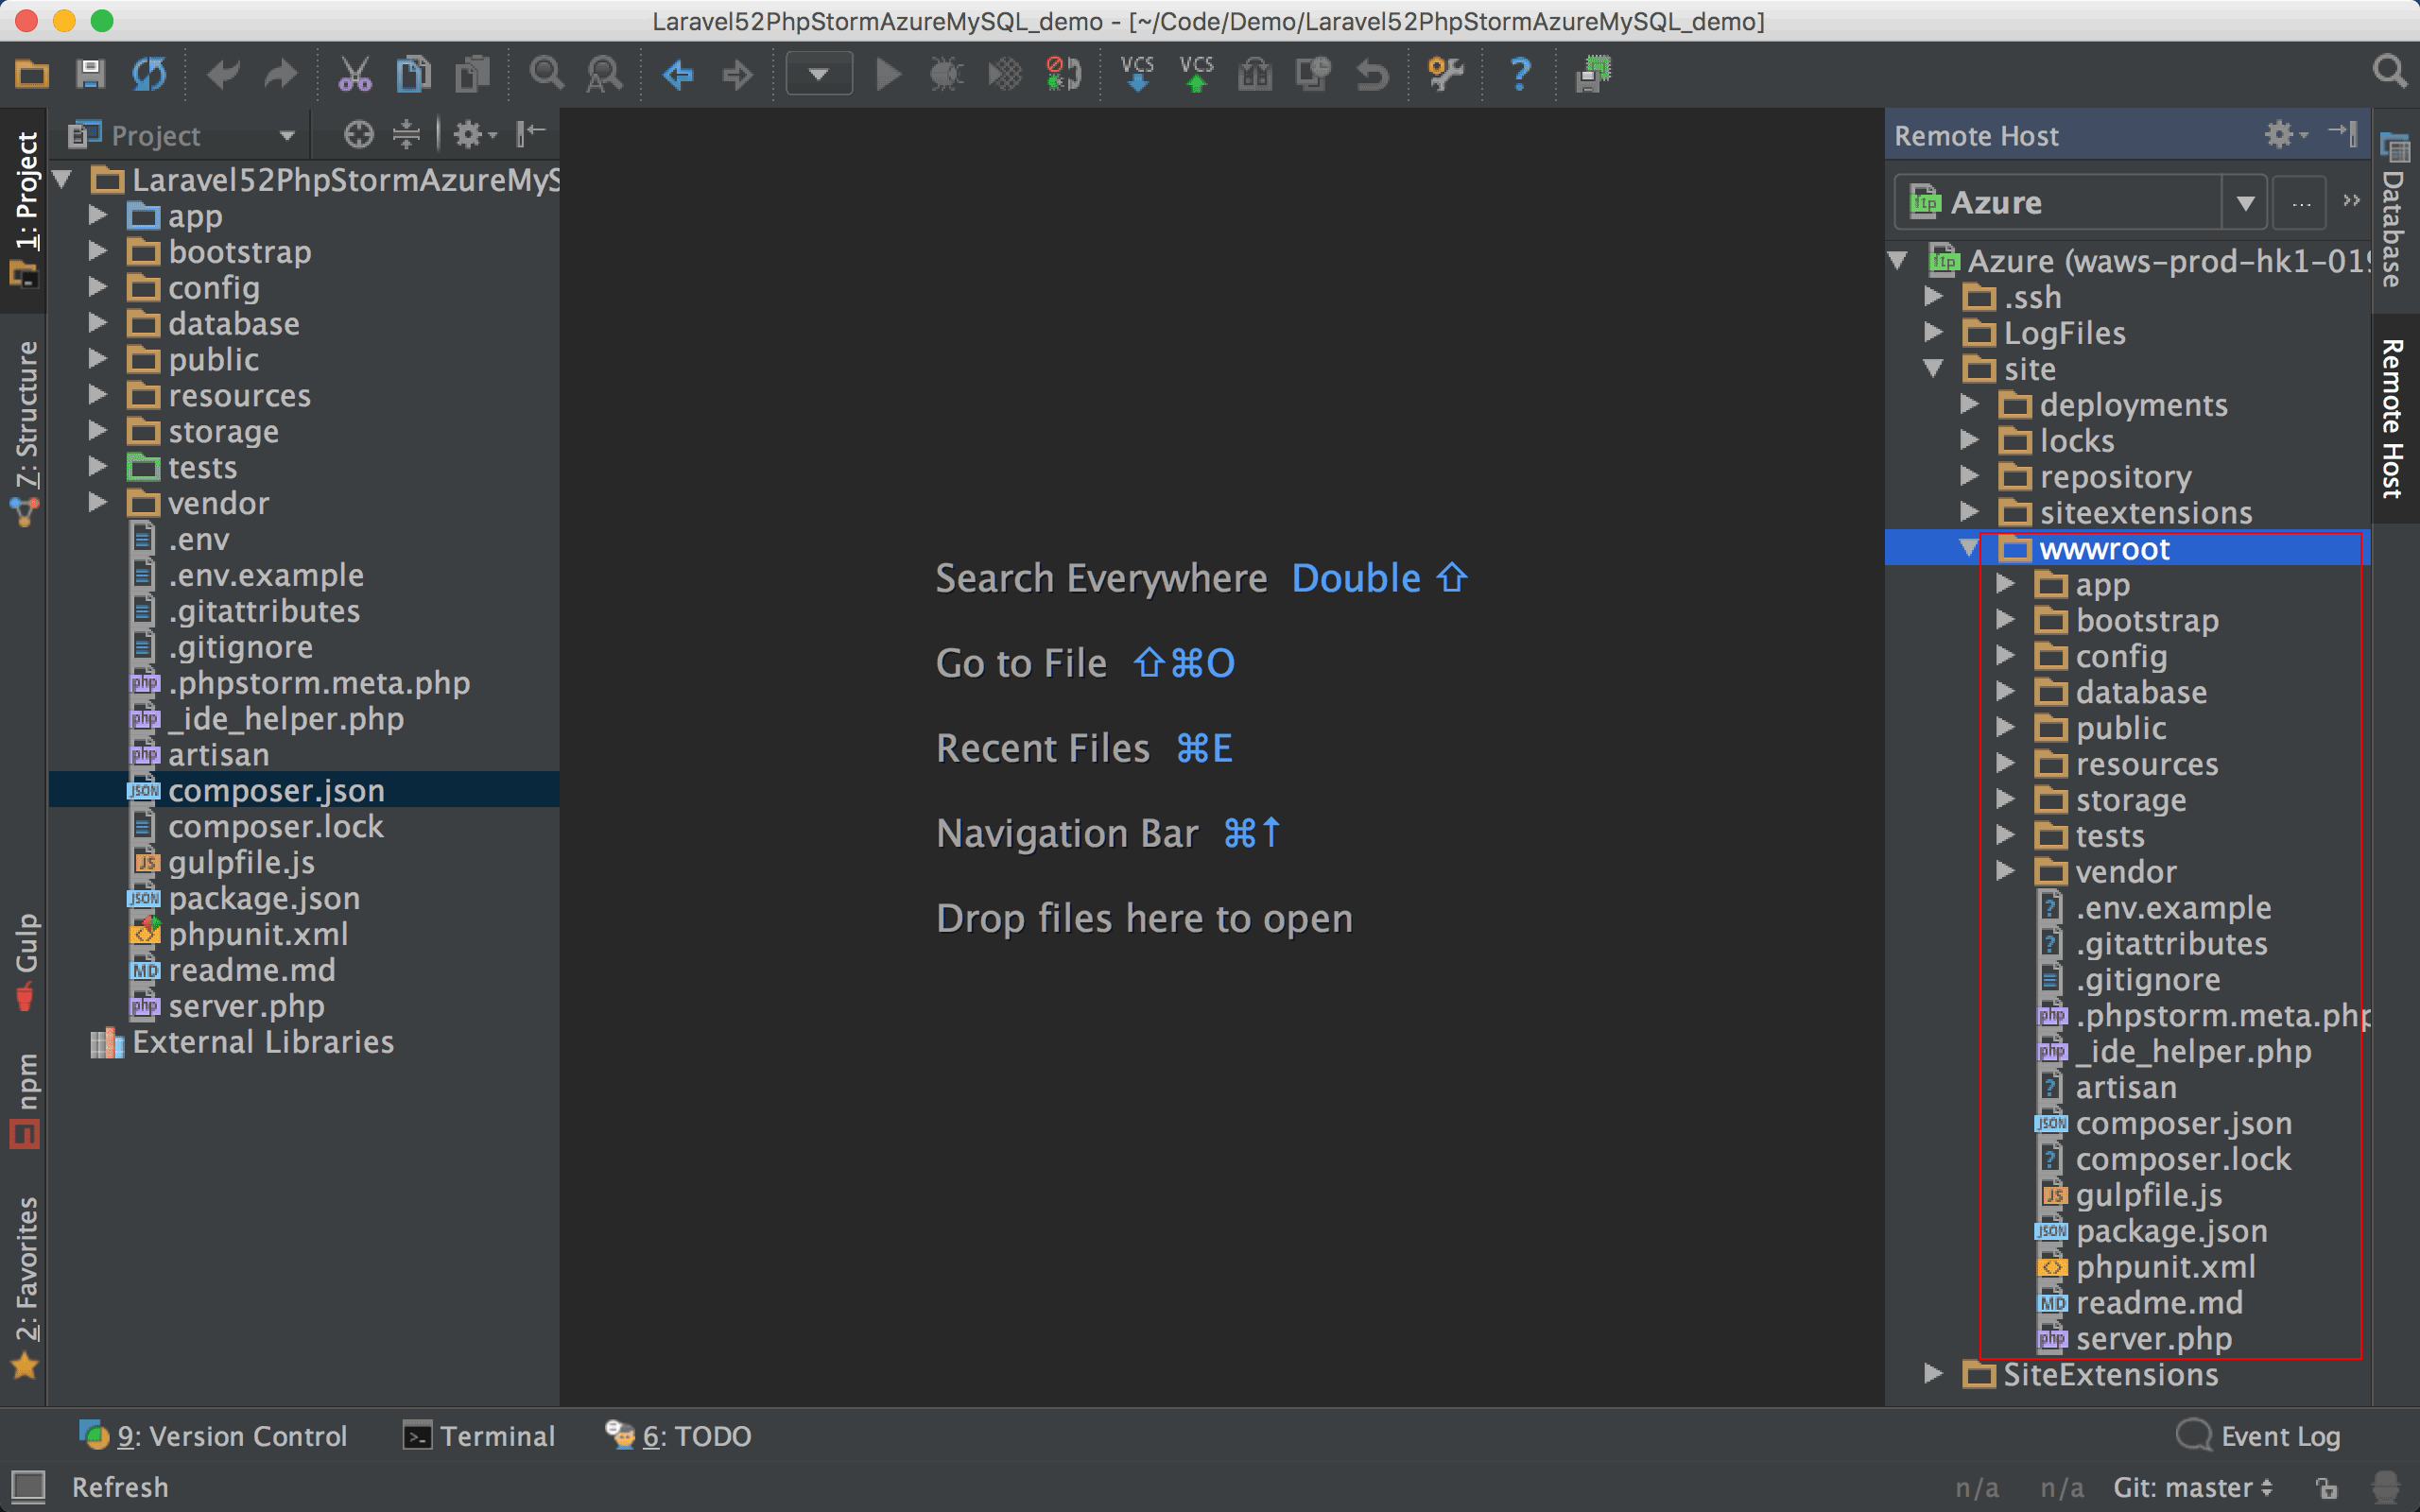 Laravel52PhpStormAzureMySQL_demo - [~/Code/Demo/Laravel52PhpStormAzureMySQL_demo]
VCS
VCS
?
1: Project
7: Structure
Gulp
npm
2: Favorites
Project
Laravel52PhpStormAzureMyS
app
bootstrap
config
database
public
resources
storage
tests
vendor
.env
.env.example
.gitattributes
.gitignore
.phpstorm.meta.php
_ide_helper.php
artisan
composer.json
composer.lock
gulpfile.js
package.json
phpunit.xml
readme.md
server.php
External Libraries
Search Everywhere Double ⇧
Go to File ⇧⌘O
Recent Files ⌘E
Navigation Bar ⌘↑
Drop files here to open
Remote Host
Azure
...
Azure (waws-prod-hk1-019
.ssh
LogFiles
site
deployments
locks
repository
siteextensions
wwwroot
app
bootstrap
config
database
public
resources
storage
tests
vendor
.env.example
.gitattributes
.gitignore
.phpstorm.meta.php
_ide_helper.php
artisan
composer.json
composer.lock
gulpfile.js
package.json
phpunit.xml
readme.md
server.php
SiteExtensions
Database
Remote Host
9: Version Control
Terminal
6: TODO
Event Log
Refresh
n/a
n/a
Git: master